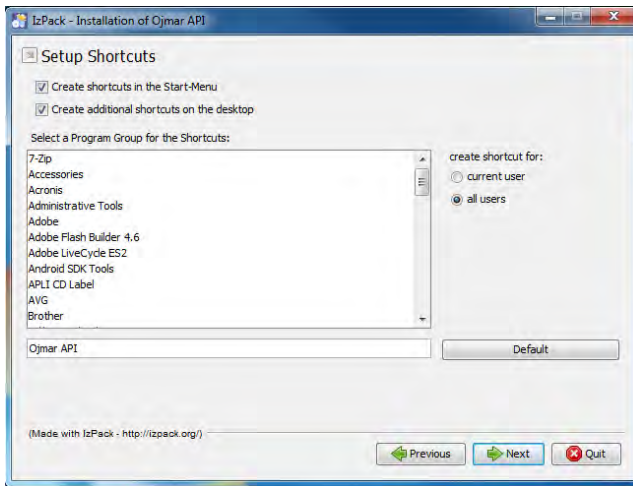 IzPack - Installation of Ojmar API
Setup Shortcuts
Create shortcuts in the Start-Menu
Create additional shortcuts on the desktop
Select a Program Group for the Shortcuts:
7-Zip
Accessories
Acronis
Administrative Tools
Adobe
Adobe Flash Builder 4.6
Adobe LiveCycle ES2
Android SDK Tools
APLI CD Label
AVG
Brother
create shortcut for:
current user
all users
Ojmar API
Default
(Made with IzPack - http://izpack.org/)
Previous
Next
Quit